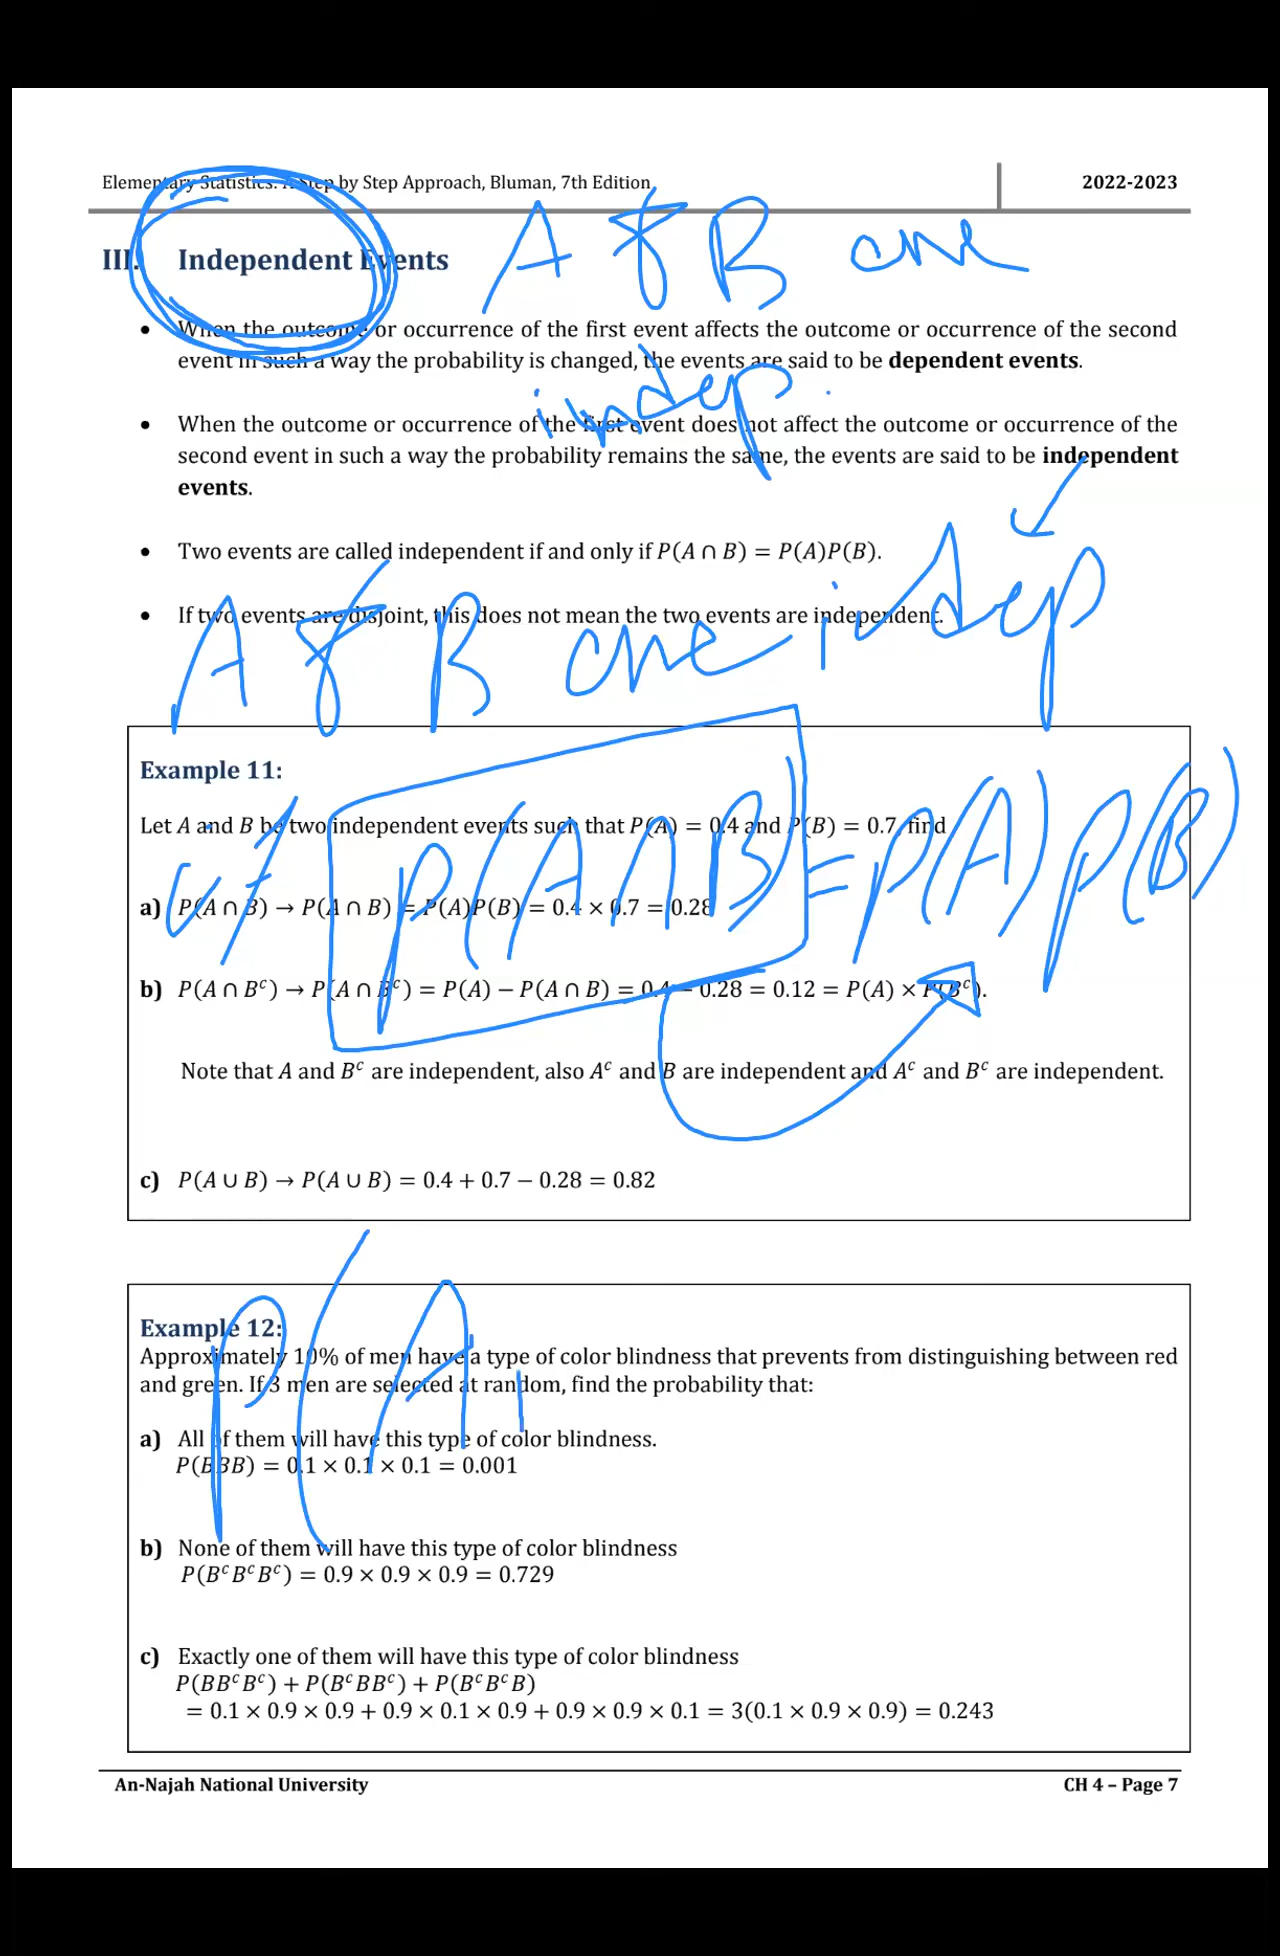 Elementary Statistics: A Step by Step Approach, Bluman, 7th Edition 2022-2023
III. Independent Events
A & B are
• When the outcome or occurrence of the first event affects the outcome or occurrence of the second
event in such a way the probability is changed, the events are said to be dependent events.
indep.
• When the outcome or occurrence of the first event does not affect the outcome or occurrence of the
second event in such a way the probability remains the same, the events are said to be independent
events.
• Two events are called independent if and only if P(A ∩ B) = P(A)P(B).
• If two events are disjoint, this does not mean the two events are independent.
A & B are indep
Example 11:
Let A and B be two independent events such that P(A) = 0.4 and P(B) = 0.7, find
if P(A ∩ B) = P(A) P(B)
a) P(A ∩ B) → P(A ∩ B) = P(A)P(B) = 0.4 × 0.7 = 0.28
b) P(A ∩ Bᶜ) → P(A ∩ Bᶜ) = P(A) − P(A ∩ B) = 0.4 − 0.28 = 0.12 = P(A) × P(Bᶜ).
Note that A and Bᶜ are independent, also Aᶜ and B are independent and Aᶜ and Bᶜ are independent.
c) P(A ∪ B) → P(A ∪ B) = 0.4 + 0.7 − 0.28 = 0.82
Example 12:
Approximately 10% of men have a type of color blindness that prevents from distinguishing between red
and green. If 3 men are selected at random, find the probability that:
P(A₁
a) All of them will have this type of color blindness.
P(BBB) = 0.1 × 0.1 × 0.1 = 0.001
b) None of them will have this type of color blindness
P(BᶜBᶜBᶜ) = 0.9 × 0.9 × 0.9 = 0.729
c) Exactly one of them will have this type of color blindness
P(BBᶜBᶜ) + P(BᶜBBᶜ) + P(BᶜBᶜB)
= 0.1 × 0.9 × 0.9 + 0.9 × 0.1 × 0.9 + 0.9 × 0.9 × 0.1 = 3(0.1 × 0.9 × 0.9) = 0.243
An-Najah National University CH 4 – Page 7